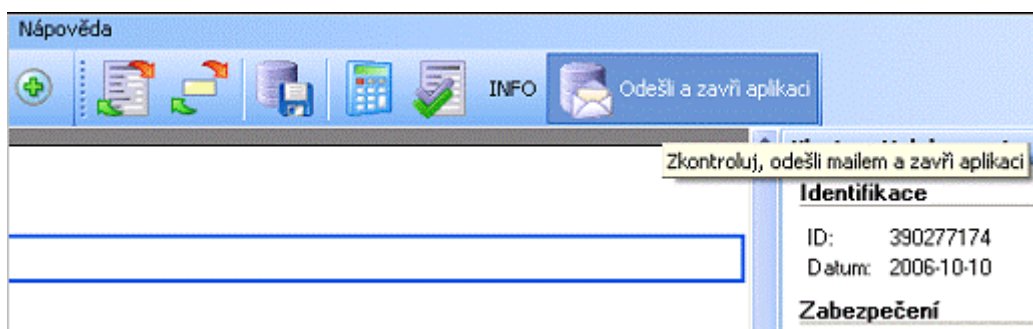 Nápověda
INFO
Odešli a zavři aplikaci
Zkontroluj, odešli mailem a zavři aplikaci
Identifikace
ID: 390277174
Datum: 2006-10-10
Zabezpečení